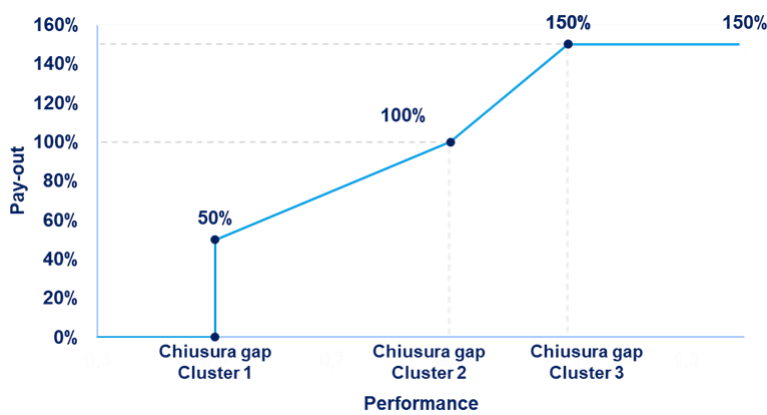 160%
150%
150%
140%
120%
100%
100%
80%
60%
50%
40%
20%
0%
Pay-out
Chiusura gap
Cluster 1
Chiusura gap
Cluster 2
Chiusura gap
Cluster 3
Performance